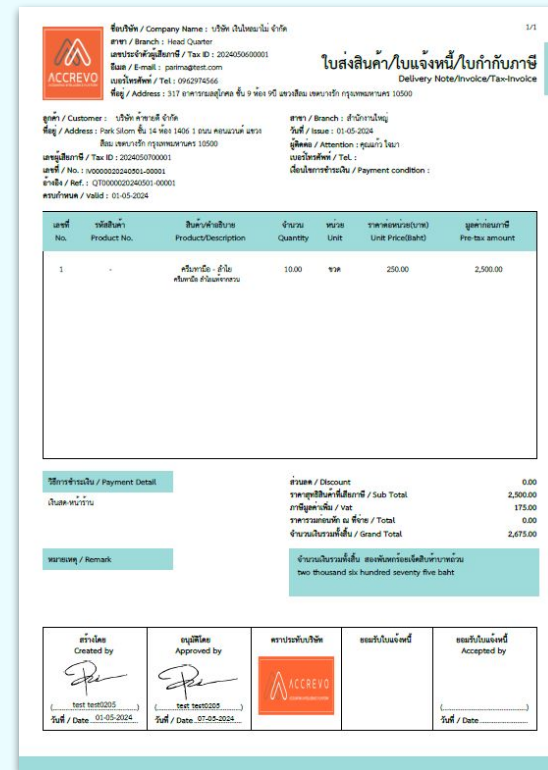 1/1
ACCREVO
ชื่อบริษัท / Company Name : บริษัท เงินไหลมาไม่ จำกัด
สาขา / Branch : Head Quarter
เลขประจำตัวผู้เสียภาษี / Tax ID : 2024050600001
อีเมล / E-mail : parima@test.com
เบอร์โทรศัพท์ / Tel : 0962974566
ที่อยู่ / Address : 317 อาคารกมลสุโกศล ชั้น 9 ห้อง 9บี แขวงสีลม เขตบางรัก กรุงเทพมหานคร 10500
ใบส่งสินค้า/ใบแจ้งหนี้/ใบกำกับภาษี
Delivery Note/Invoice/Tax-Invoice
ลูกค้า / Customer : บริษัท ค้าขายดี จำกัด
ที่อยู่ / Address : Park Silom ชั้น 14 ห้อง 1406 1 ถนน คอนแวนต์ แขวง
สีลม เขตบางรัก กรุงเทพมหานคร 10500
เลขผู้เสียภาษี / Tax ID : 2024050700001
เลขที่ / No. : IV0000020240501-00001
อ้างอิง / Ref. : QT0000020240501-00001
ครบกำหนด / Valid : 01-05-2024
สาขา / Branch : สำนักงานใหญ่
วันที่ / Issue : 01-05-2024
ผู้ติดต่อ / Attention : คุณแก้ว ใจมา
เบอร์โทรศัพท์ / Tel. :
เงื่อนไขการชำระเงิน / Payment condition :
เลขที่ รหัสสินค้า สินค้า/คำอธิบาย จำนวน หน่วย ราคาต่อหน่วย(บาท) มูลค่าก่อนภาษี
No. Product No. Product/Description Quantity Unit Unit Price(Baht) Pre-tax amount
1 - ครีมทามือ - ลำไย 10.00 ขวด 250.00 2,500.00
ครีมทามือ ลำไยแท้จากสวน
วิธีการชำระเงิน / Payment Detail
เงินสด-หน้าร้าน
ส่วนลด / Discount 0.00
ราคาสุทธิสินค้าที่เสียภาษี / Sub Total 2,500.00
ภาษีมูลค่าเพิ่ม / Vat 175.00
ราคารวมก่อนหัก ณ ที่จ่าย / Total 0.00
จำนวนเงินรวมทั้งสิ้น / Grand Total 2,675.00
หมายเหตุ / Remark
จำนวนเงินรวมทั้งสิ้น สองพันหกร้อยเจ็ดสิบห้าบาทถ้วน
two thousand six hundred seventy five baht
สร้างโดย อนุมัติโดย ตราประทับบริษัท ยอมรับใบแจ้งหนี้ ยอมรับใบแจ้งหนี้
Created by Approved by Accepted by
ACCREVO
(test test0205) (test test0205) ( )
วันที่ / Date 01-05-2024 วันที่ / Date 07-05-2024 วันที่ / Date